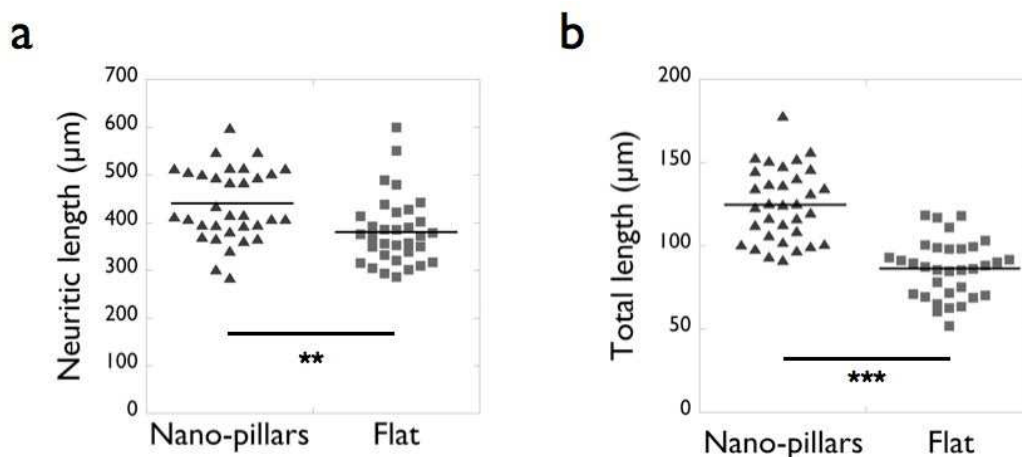 a
Neuritic length (µm)
700
600
500
400
300
200
100
0
**
Nano-pillars Flat
b
Total length (µm)
200
150
100
50
0
***
Nano-pillars Flat